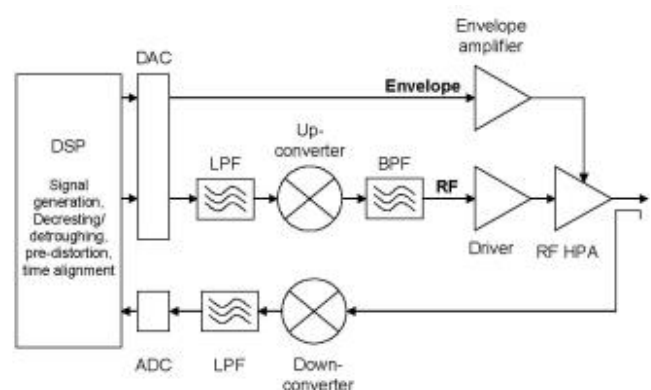 Envelope
amplifier
DAC
Envelope
DSP
Signal
generation,
Decresting/
detroughing,
pre-distortion,
time alignment
LPF
Up-
converter
BPF
RF
Driver
RF HPA
ADC
LPF
Down-
converter